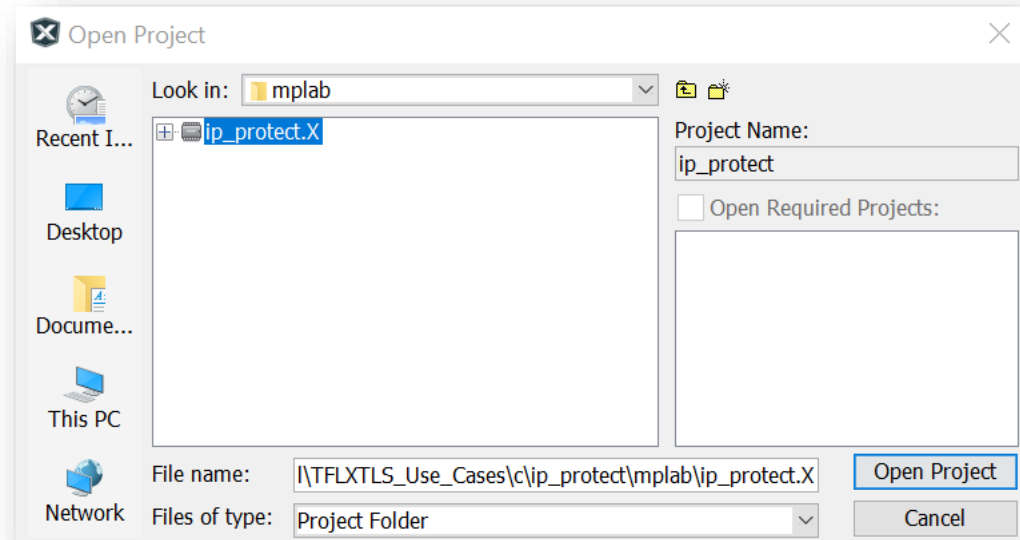 Open Project
Look in: mplab
Recent I...
ip_protect.X
Project Name:
ip_protect
Open Required Projects:
Desktop
Docume...
This PC
Network
File name: l\TFLXTLS_Use_Cases\c\ip_protect\mplab\ip_protect.X
Open Project
Files of type: Project Folder
Cancel